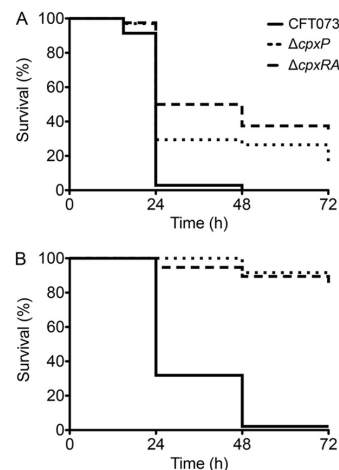 A
CFT073
ΔcpxP
ΔcpxRA
Survival (%)
100
80
60
40
20
0
0 24 48 72
Time (h)
B
Survival (%)
100
80
60
40
20
0
0 24 48 72
Time (h)